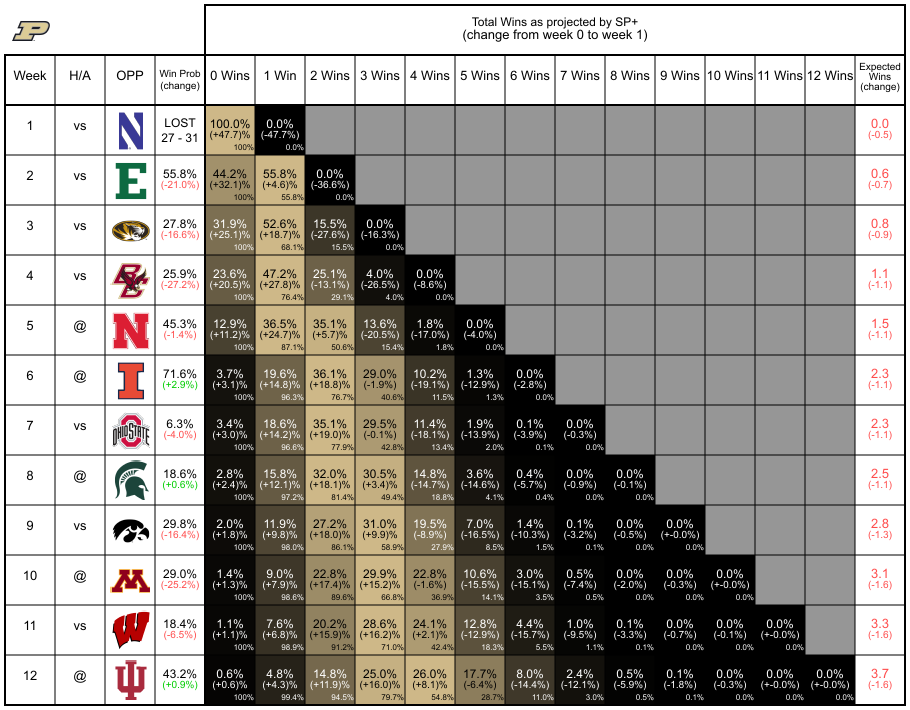 P
Total Wins as projected by SP+
(change from week 0 to week 1)
Week H/A OPP Win Prob (change) 0 Wins 1 Win 2 Wins 3 Wins 4 Wins 5 Wins 6 Wins 7 Wins 8 Wins 9 Wins 10 Wins 11 Wins 12 Wins Expected Wins (change)
1 vs N LOST 100.0% 0.0% 0.0
27 - 31 (+47.7)% (-47.7%) (-0.5)
100% 0.0%
2 vs E 55.8% 44.2% 55.8% 0.0% 0.6
(-21.0%) (+32.1)% (+4.6)% (-36.6%) (-0.7)
100% 55.8% 0.0%
3 vs 27.8% 31.9% 52.6% 15.5% 0.0% 0.8
(-16.6%) (+25.1)% (+18.7)% (-27.6%) (-16.3%) (-0.9)
100% 68.1% 15.5% 0.0%
4 vs BC 25.9% 23.6% 47.2% 25.1% 4.0% 0.0% 1.1
(-27.2%) (+20.5)% (+27.8)% (-13.1%) (-26.5%) (-8.6%) (-1.1)
100% 76.4% 29.1% 4.0% 0.0%
5 @ N 45.3% 12.9% 36.5% 35.1% 13.6% 1.8% 0.0% 1.5
(-1.4%) (+11.2)% (+24.7)% (+5.7)% (-20.5%) (-17.0%) (-4.0%) (-1.1)
100% 87.1% 50.6% 15.4% 1.8% 0.0%
6 @ I 71.6% 3.7% 19.6% 36.1% 29.0% 10.2% 1.3% 0.0% 2.3
(+2.9%) (+3.1)% (+14.8)% (+18.8)% (-1.9%) (-19.1%) (-12.9%) (-2.8%) (-1.1)
100% 96.3% 76.7% 40.6% 11.5% 1.3% 0.0%
7 vs OHIO STATE 6.3% 3.4% 18.6% 35.1% 29.5% 11.4% 1.9% 0.1% 0.0% 2.3
(-4.0%) (+3.0)% (+14.2)% (+19.0)% (-0.1%) (-18.1%) (-13.9%) (-3.9%) (-0.3%) (-1.1)
100% 96.6% 77.9% 42.8% 13.4% 2.0% 0.1% 0.0%
8 @ 18.6% 2.8% 15.8% 32.0% 30.5% 14.8% 3.6% 0.4% 0.0% 0.0% 2.5
(+0.6%) (+2.4)% (+12.1)% (+18.1)% (+3.4)% (-14.7%) (-14.6%) (-5.7%) (-0.9%) (-0.1%) (-1.1)
100% 97.2% 81.4% 49.4% 18.8% 4.1% 0.4% 0.0% 0.0%
9 vs 29.8% 2.0% 11.9% 27.2% 31.0% 19.5% 7.0% 1.4% 0.1% 0.0% 0.0% 2.8
(-16.4%) (+1.8)% (+9.8)% (+18.0)% (+9.9)% (-8.9%) (-16.5%) (-10.3%) (-3.2%) (-0.5%) (+-0.0%) (-1.3)
100% 98.0% 86.1% 58.9% 27.9% 8.5% 1.5% 0.1% 0.0% 0.0%
10 @ M 29.0% 1.4% 9.0% 22.8% 29.9% 22.8% 10.6% 3.0% 0.5% 0.0% 0.0% 0.0% 3.1
(-25.2%) (+1.3)% (+7.9)% (+17.4)% (+15.2)% (-1.6%) (-15.5%) (-15.1%) (-7.4%) (-2.0%) (-0.3%) (+-0.0%) (-1.6)
100% 98.6% 89.6% 66.8% 36.9% 14.1% 3.5% 0.5% 0.0% 0.0% 0.0%
11 vs W 18.4% 1.1% 7.6% 20.2% 28.6% 24.1% 12.8% 4.4% 1.0% 0.1% 0.0% 0.0% 0.0% 3.3
(-6.5%) (+1.1)% (+6.8)% (+15.9)% (+16.2)% (+2.1)% (-12.9%) (-15.7%) (-9.5%) (-3.3%) (-0.7%) (-0.1%) (+-0.0%) (-1.6)
100% 98.9% 91.2% 71.0% 42.4% 18.3% 5.5% 1.1% 0.1% 0.0% 0.0% 0.0%
12 @ IU 43.2% 0.6% 4.8% 14.8% 25.0% 26.0% 17.7% 8.0% 2.4% 0.5% 0.1% 0.0% 0.0% 0.0% 3.7
(+0.9%) (+0.6)% (+4.3)% (+11.9)% (+16.0)% (+8.1)% (-6.4%) (-14.4%) (-12.1%) (-5.9%) (-1.8%) (-0.3%) (+-0.0%) (+-0.0%) (-1.6)
100% 99.4% 94.5% 79.7% 54.8% 28.7% 11.0% 3.0% 0.5% 0.1% 0.0% 0.0% 0.0%